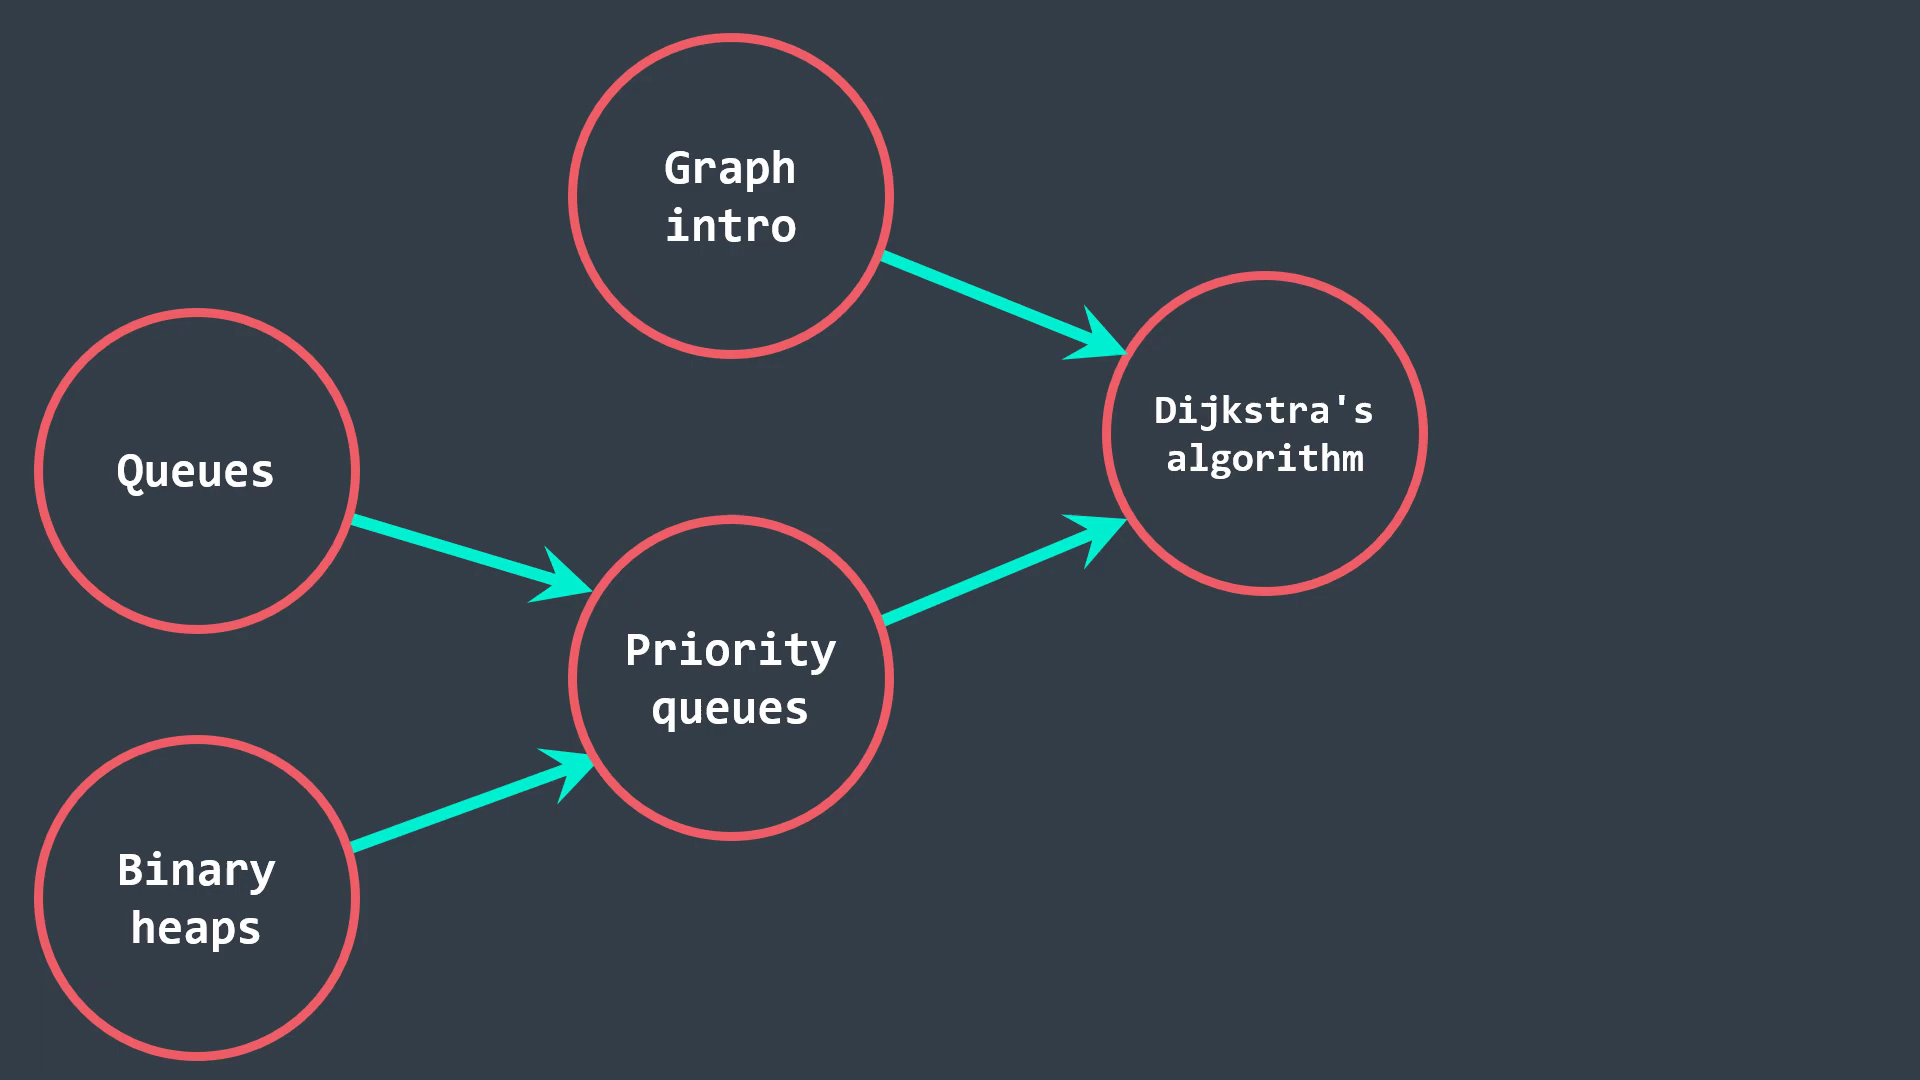 Graph
intro
Queues
Dijkstra's
algorithm
Priority
queues
Binary
heaps